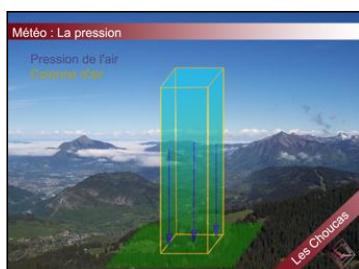 Météo : La pression
Pression de l'air
Colonne d'air
Les Choucas